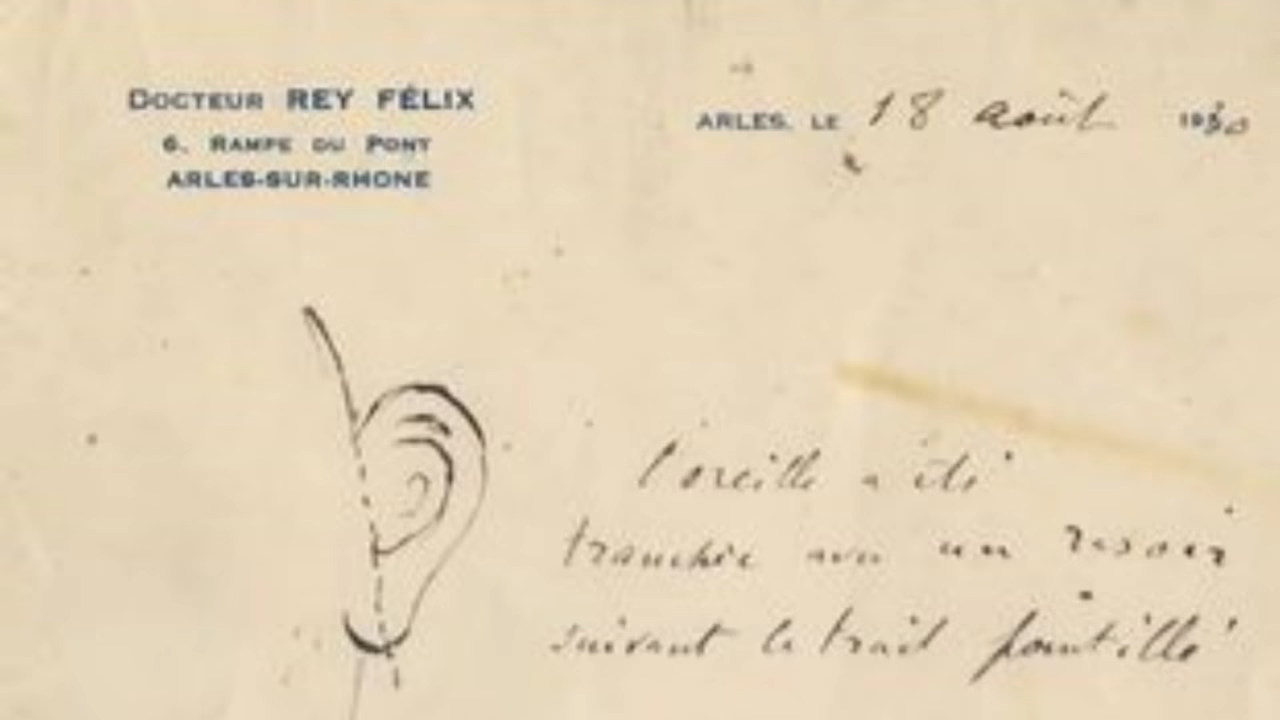 DOCTEUR REY FÉLIX
6, RAMPE DU PONT
ARLES-SUR-RHONE
ARLES, LE 18 août 1930
l'oreille a été
tranchée avec un rasoir
suivant le trait pointillé